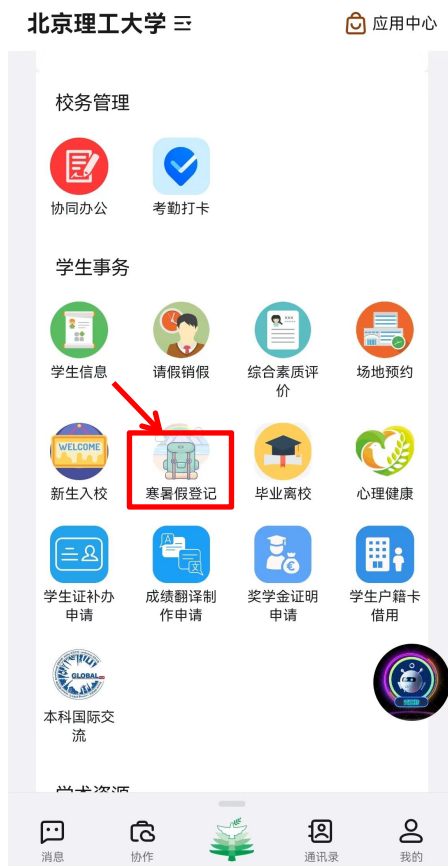 北京理工大学
应用中心
校务管理
协同办公
考勤打卡
学生事务
学生信息
请假销假
综合素质评
价
场地预约
WELCOME
新生入校
寒暑假登记
毕业离校
心理健康
学生证补办
申请
A
文
成绩翻译制
作申请
奖学金证明
申请
学生户籍卡
借用
GLOBAL
本科国际交
流
学术资源
消息
协作
通讯录
我的